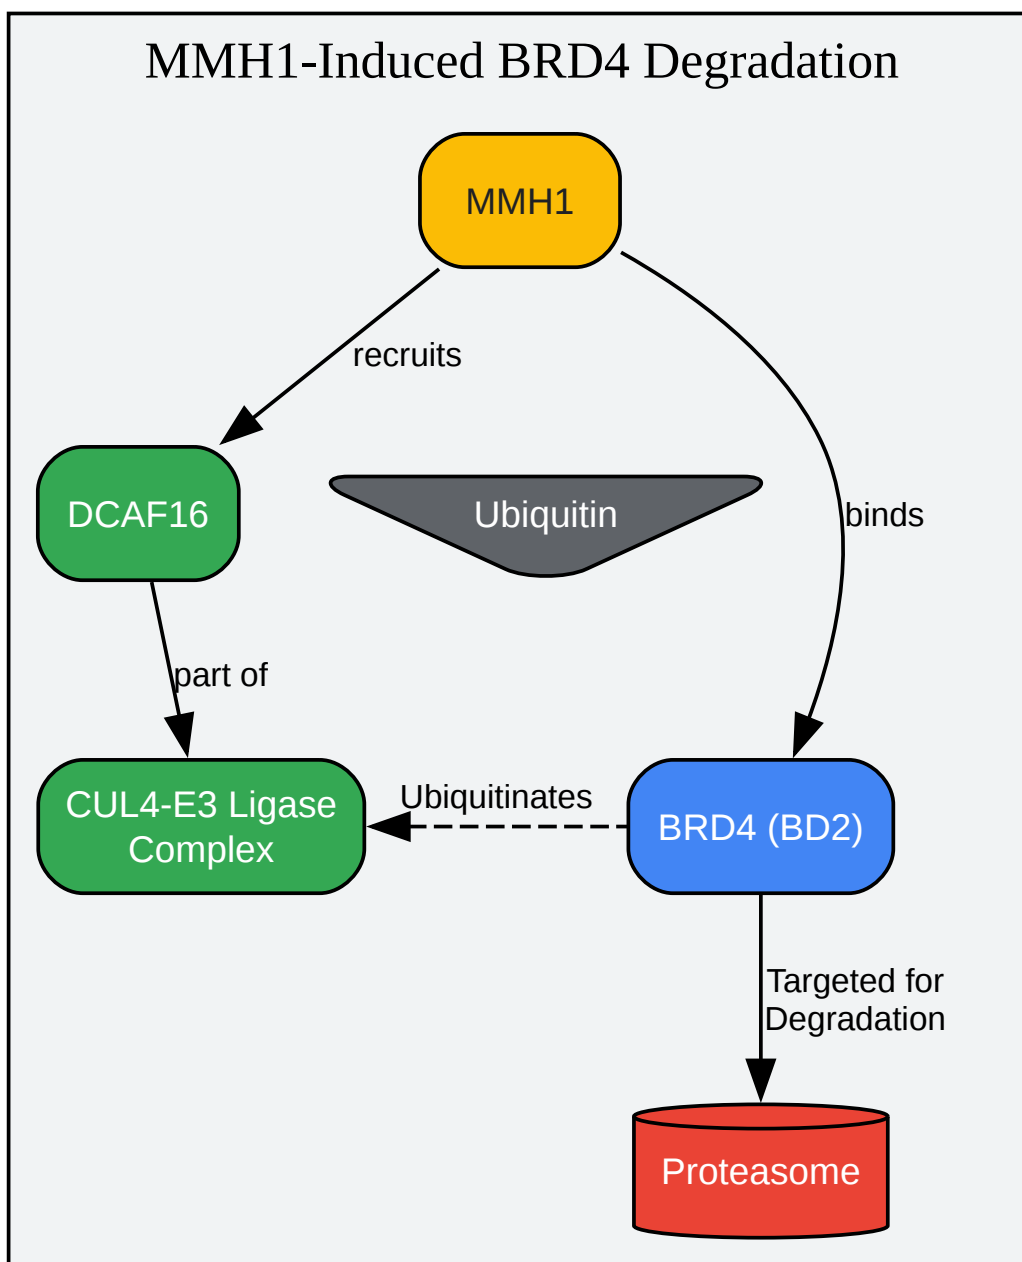 MMH1-Induced BRD4 Degradation
MMH1
recruits
DCAF16
Ubiquitin
binds
part of
CUL4-E3 Ligase
Complex
Ubiquitinates
BRD4 (BD2)
Targeted for
Degradation
Proteasome